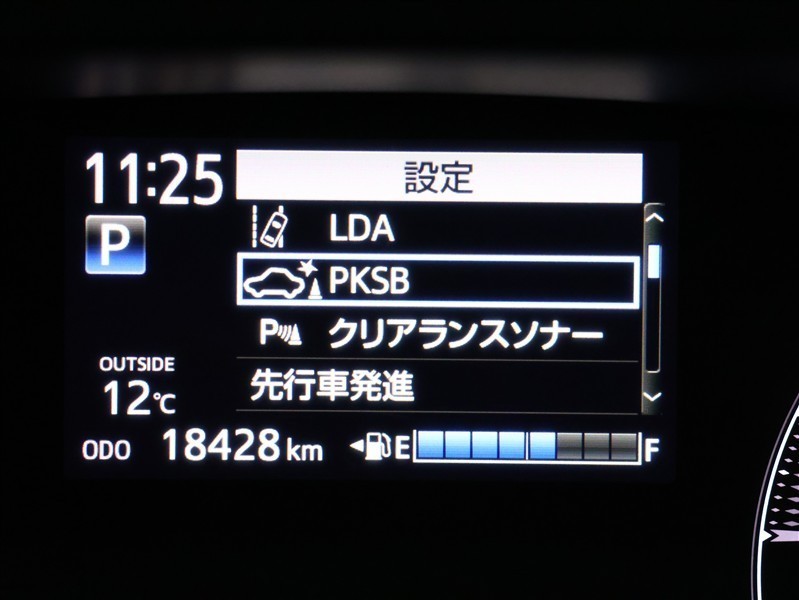 11:25
設定
P
LDA
PKSB
P クリアランスソナー
先行車発進
OUTSIDE
12℃
ODO 18428 km E F